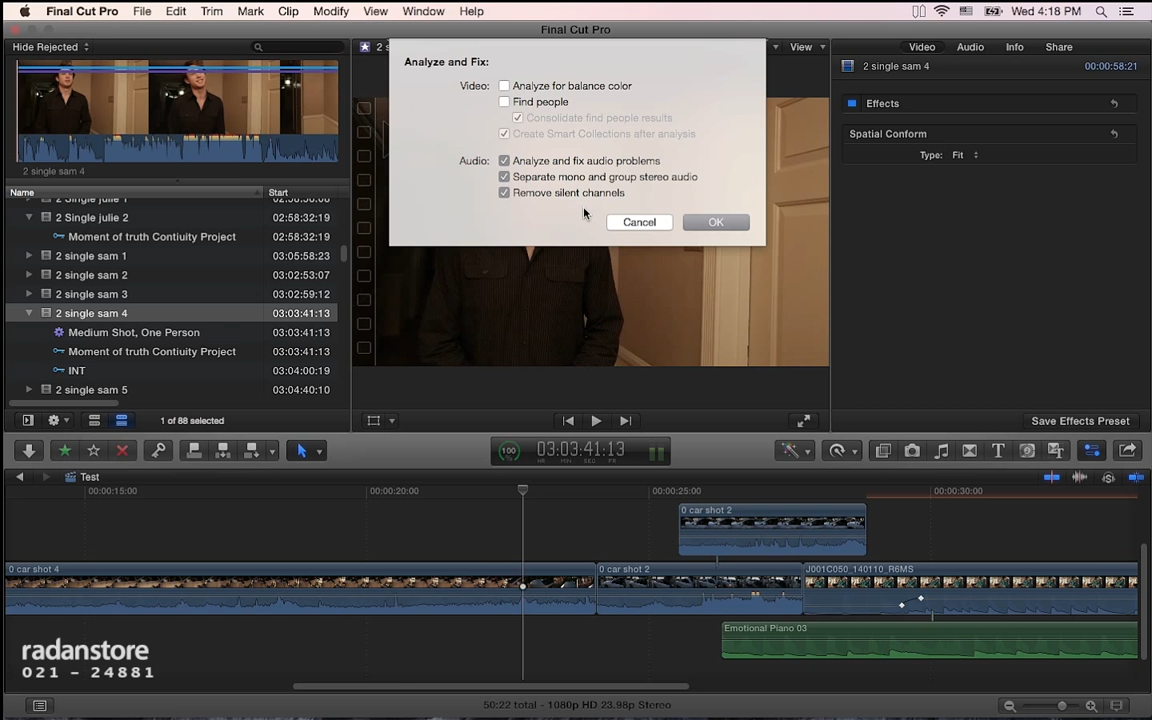 Final Cut Pro File Edit Trim Mark Clip Modify View Window Help Wed 4:18 PM
Final Cut Pro
Hide Rejected
2 s
View
Video Audio Info Share
Analyze and Fix:
Video: Analyze for balance color
Find people
Consolidate find people results
Create Smart Collections after analysis
Audio: Analyze and fix audio problems
Separate mono and group stereo audio
Remove silent channels
Cancel OK
2 single sam 4 00:00:58:21
Effects
Spatial Conform
Type: Fit
2 single sam 4
Name Start
2 Single julie 2 02:58:32:19
Moment of truth Contiuity Project 02:58:32:19
2 single sam 1 03:05:58:23
2 single sam 2 03:02:53:07
2 single sam 3 03:02:59:12
2 single sam 4 03:03:41:13
Medium Shot, One Person 03:03:41:13
Moment of truth Contiuity Project 03:03:41:13
INT 03:04:00:19
2 single sam 5 03:04:40:10
1 of 88 selected
Save Effects Preset
100 03:03:41:13
HR MIN SEC FR
Test
00:00:15:00 00:00:20:00 00:00:25:00 00:00:30:00
0 car shot 2
0 car shot 4 0 car shot 2 J001C050_140110_R6MS
Emotional Piano 03
radanstore
021 - 24881
50:22 total - 1080p HD 23.98p Stereo